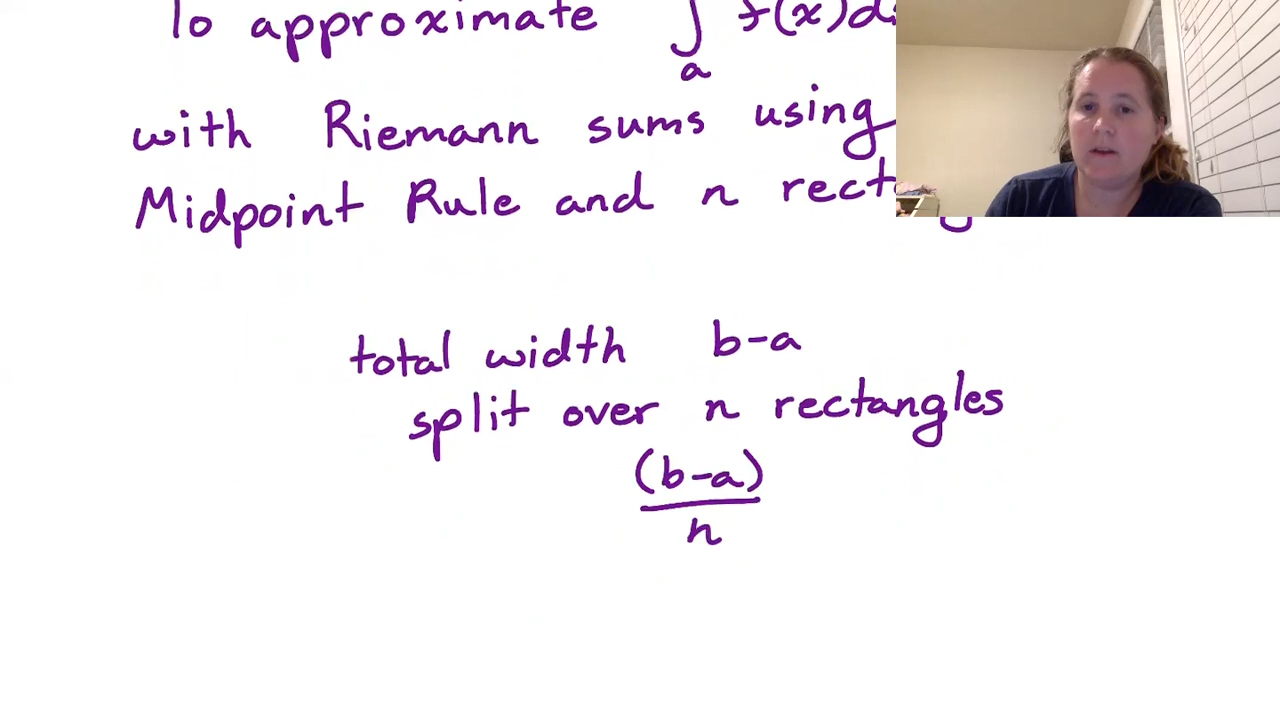 To approximate ∫ f(x)d
a
with Riemann sums using
Midpoint Rule and n rect
total width b-a
split over n rectangles
(b-a)
n